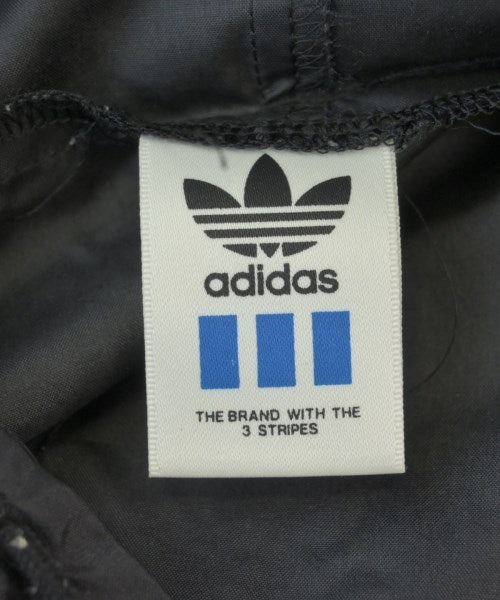 adidas
THE BRAND WITH THE
3 STRIPES